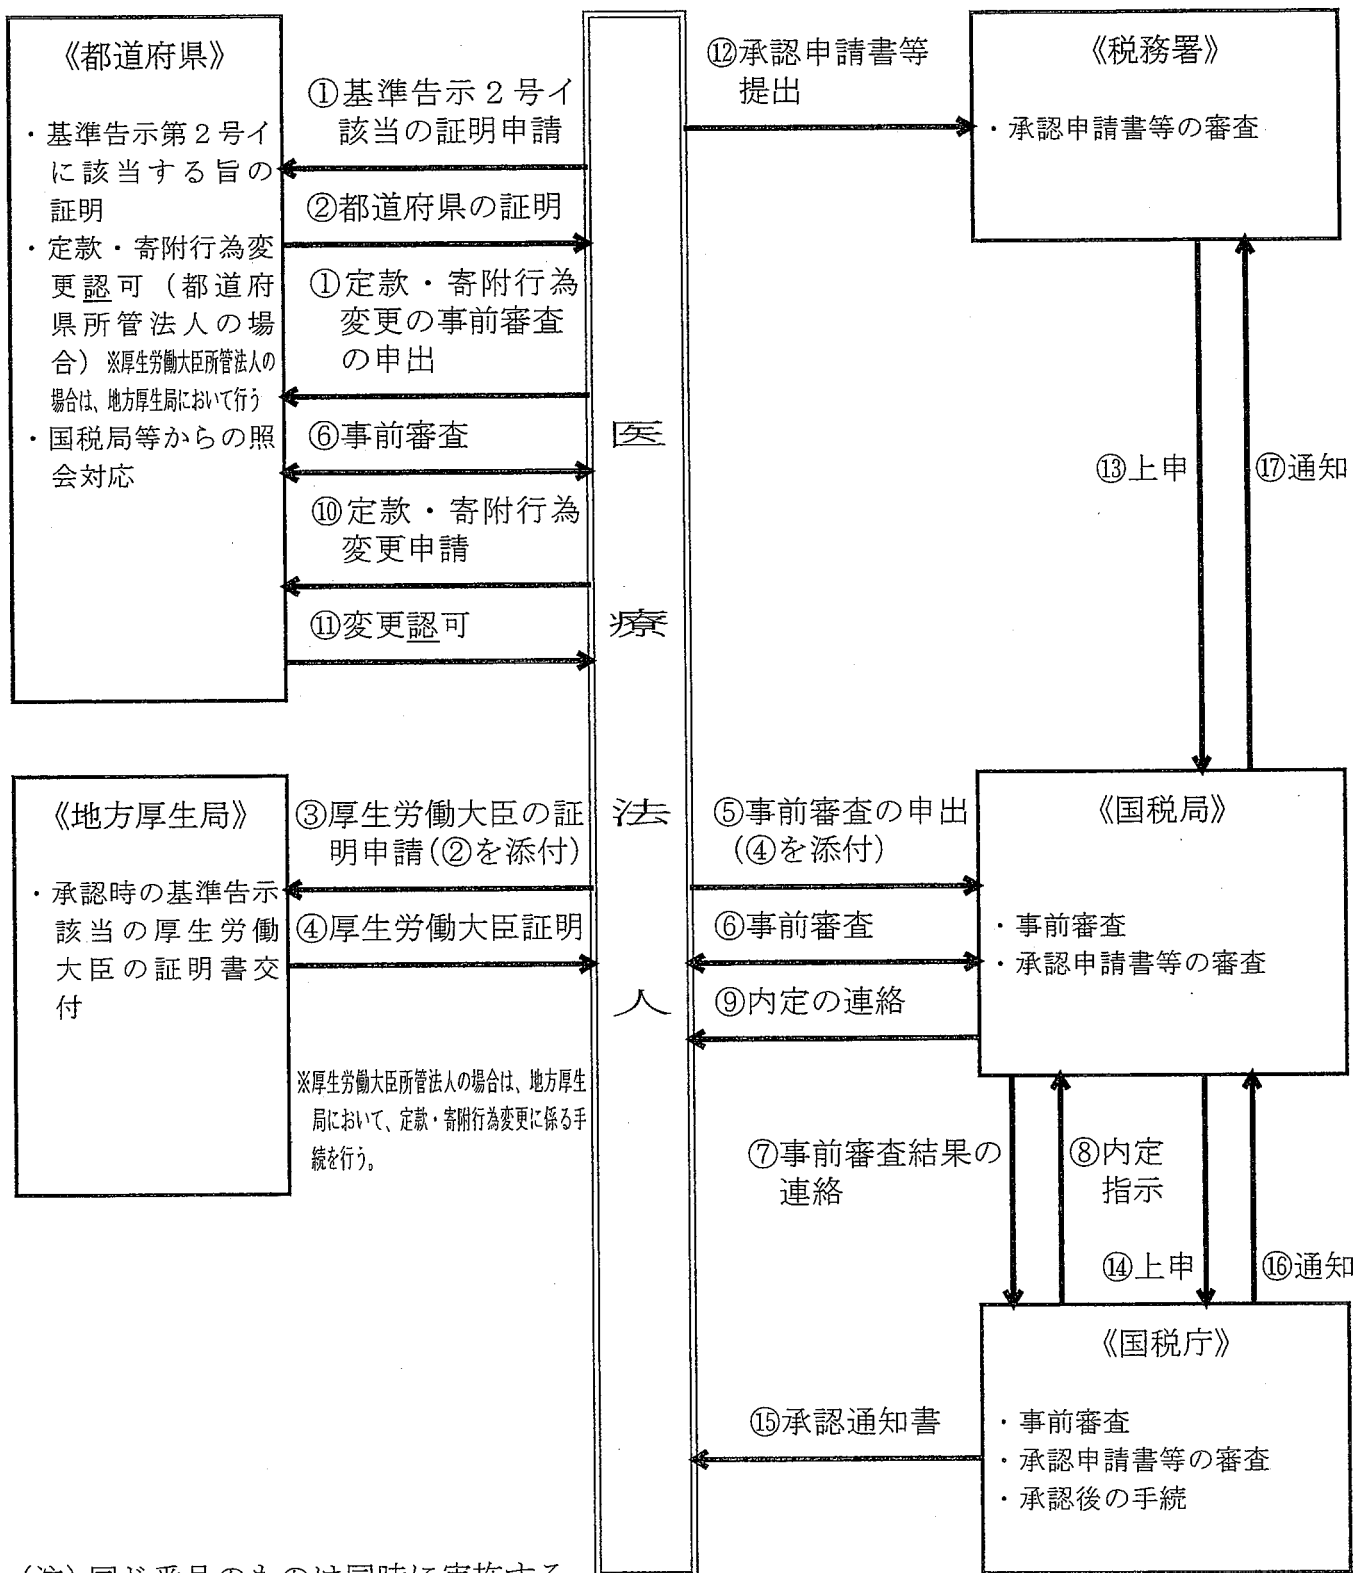 《都道府県》
・基準告示第２号イ
に該当する旨の
証明
・定款・寄附行為変
更認可（都道府
県所管法人の場
合）※厚生労働大臣所管法人の
場合は、地方厚生局において行う
・国税局等からの照
会対応
①基準告示２号イ
該当の証明申請
②都道府県の証明
①定款・寄附行為
変更の事前審査
の申出
⑥事前審査
⑩定款・寄附行為
変更申請
⑪変更認可
《地方厚生局》
・承認時の基準告示
該当の厚生労働
大臣の証明書交
付
③厚生労働大臣の証
明申請(②を添付)
④厚生労働大臣証明
※厚生労働大臣所管法人の場合は、地方厚生
局において、定款・寄附行為変更に係る手
続を行う。
医療法人
⑫承認申請書等
提出
《税務署》
・承認申請書等の審査
⑬上申
⑰通知
⑤事前審査の申出
(④を添付)
⑥事前審査
⑨内定の連絡
《国税局》
・事前審査
・承認申請書等の審査
⑦事前審査結果の
連絡
⑧内定
指示
⑭上申
⑯通知
⑮承認通知書
《国税庁》
・事前審査
・承認申請書等の審査
・承認後の手続
(注)同じ番号のものは同時に実施する